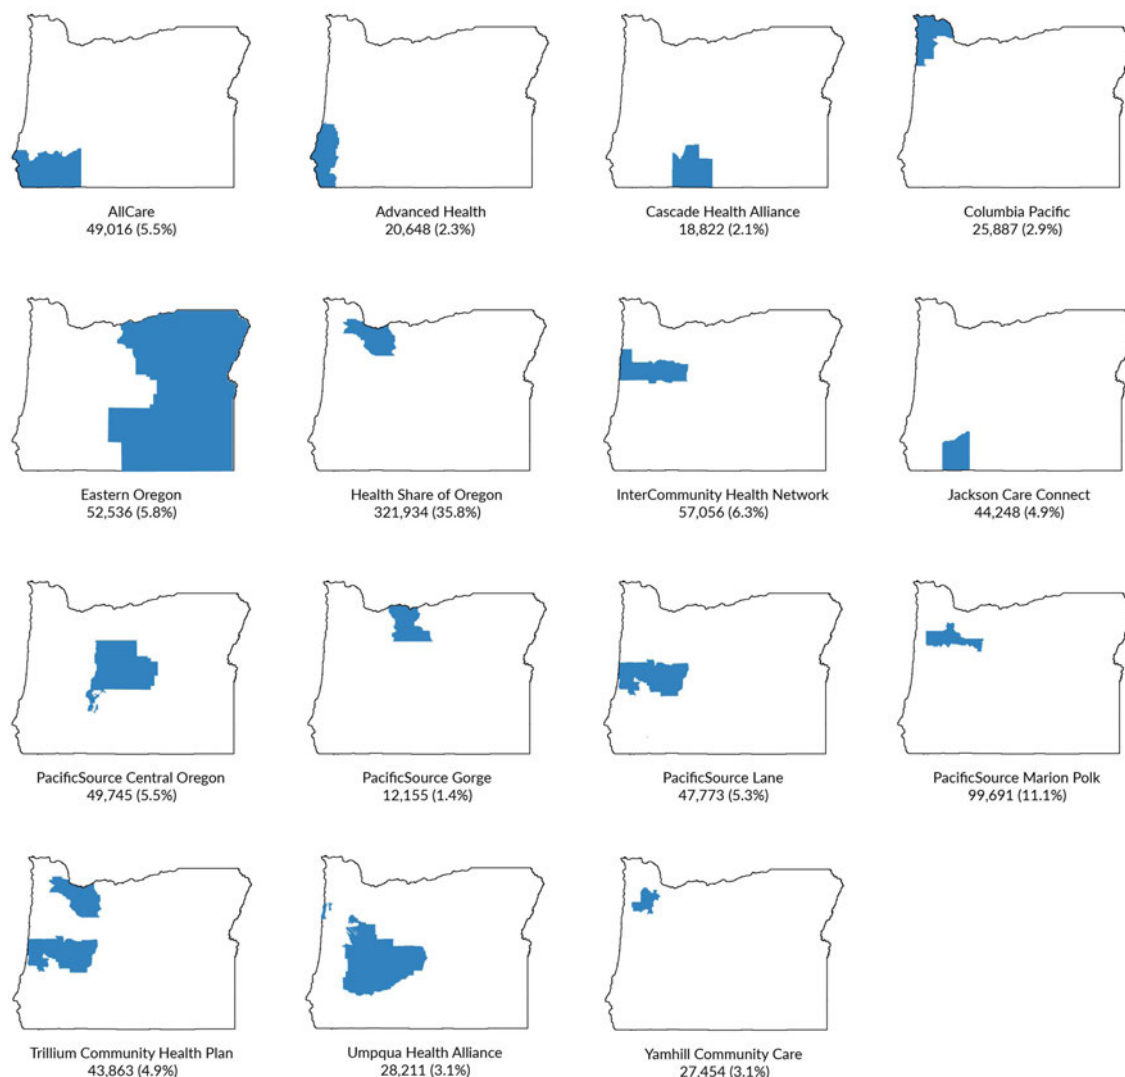 AllCare
49,016 (5.5%)
Advanced Health
20,648 (2.3%)
Cascade Health Alliance
18,822 (2.1%)
Columbia Pacific
25,887 (2.9%)
Eastern Oregon
52,536 (5.8%)
Health Share of Oregon
321,934 (35.8%)
InterCommunity Health Network
57,056 (6.3%)
Jackson Care Connect
44,248 (4.9%)
PacificSource Central Oregon
49,745 (5.5%)
PacificSource Gorge
12,155 (1.4%)
PacificSource Lane
47,773 (5.3%)
PacificSource Marion Polk
99,691 (11.1%)
Trillium Community Health Plan
43,863 (4.9%)
Umpqua Health Alliance
28,211 (3.1%)
Yamhill Community Care
27,454 (3.1%)